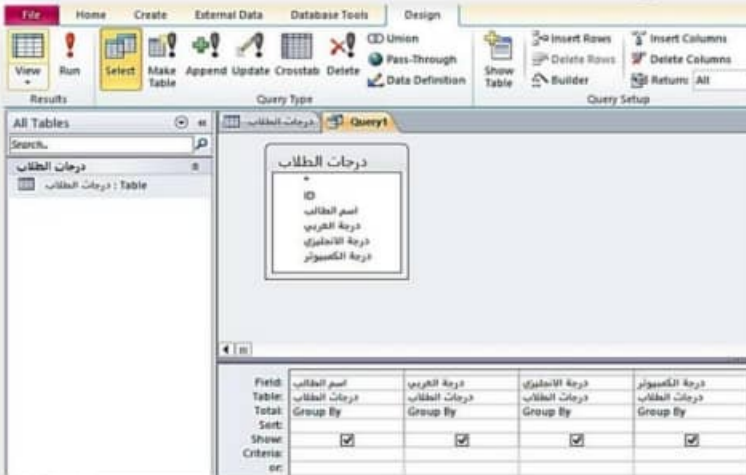 File Home Create External Data Database Tools Design
View Run Select Make Table Append Update Crosstab Delete Union Pass-Through Data Definition Show Table Insert Rows Delete Rows Builder Insert Columns Delete Columns Return: All
Results Query Type Query Setup
All Tables
درجات الطلاب Query1
Search..
درجات الطلاب
درجات الطلاب : Table
درجات الطلاب
*
ID
اسم الطالب
درجة العربي
درجة الانجليزي
درجة الكمبيوتر
Field: اسم الطالب درجة العربي درجة الانجليزي درجة الكمبيوتر
Table: درجات الطلاب درجات الطلاب درجات الطلاب درجات الطلاب
Total: Group By Group By Group By Group By
Sort:
Show:
Criteria:
or: